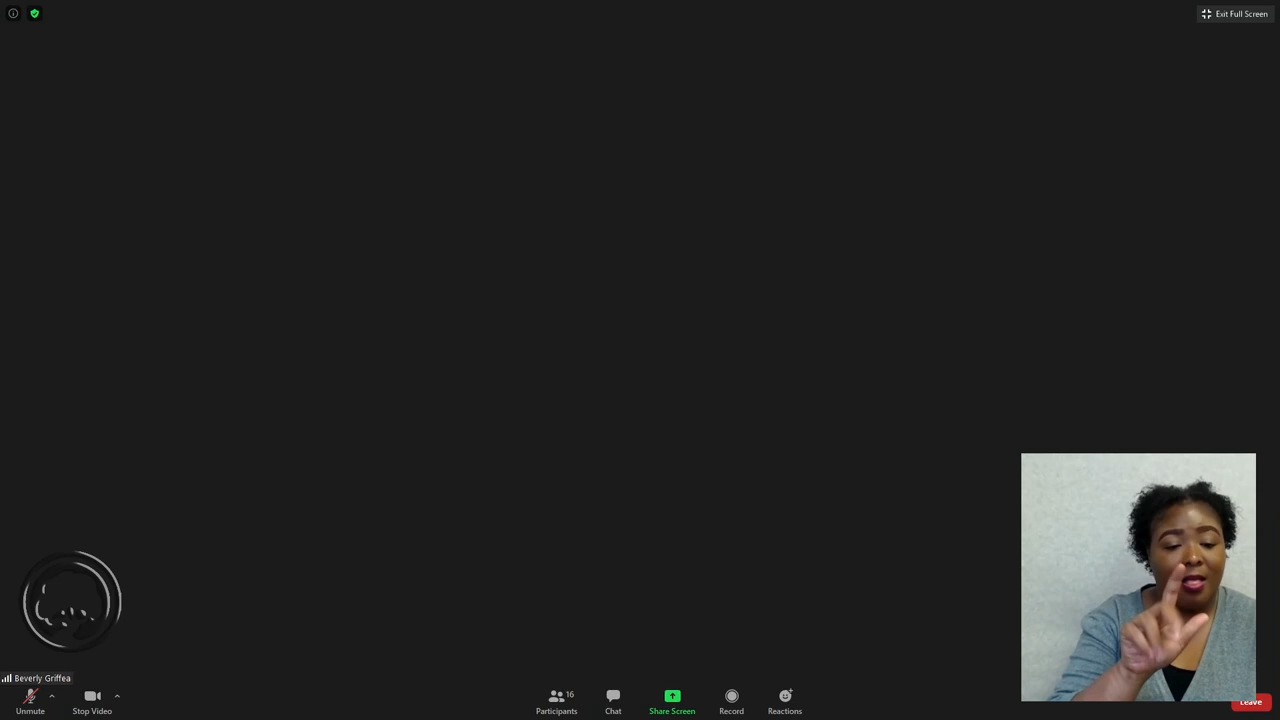 Exit Full Screen
Beverly Griffea
Unmute
Stop Video
16
Participants
Chat
Share Screen
Record
Reactions
Leave